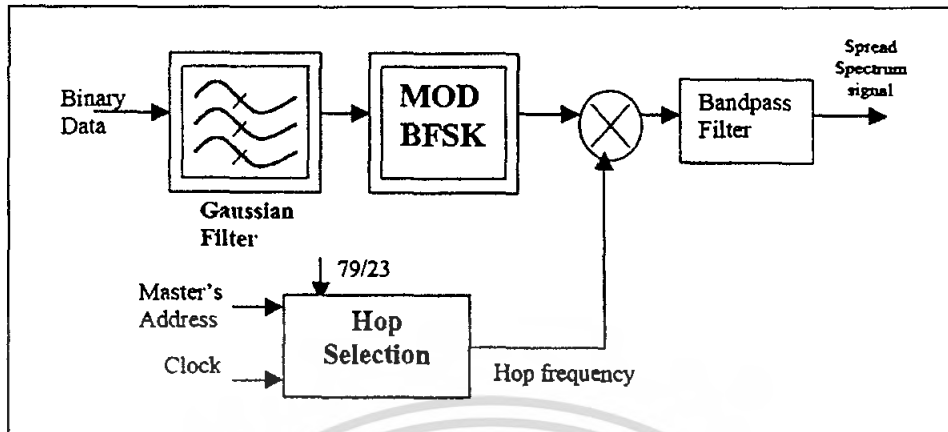 Spread
Spectrum
signal
Binary
Data
MOD
BFSK
Bandpass
Filter
Gaussian
Filter
79/23
Master's
Address
Clock
Hop
Selection
Hop frequency